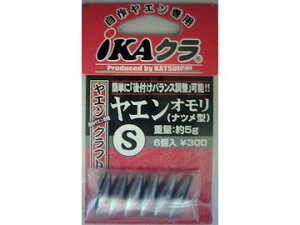 自作ヤエン専用
iKAクラ
Produced by KATSUICHI
簡単に「後付けバランス調整」可能!!
ヤエンクラフト
ヤエン オモリ
(ナツメ型)
S
重量:約5g
6個入 ¥300